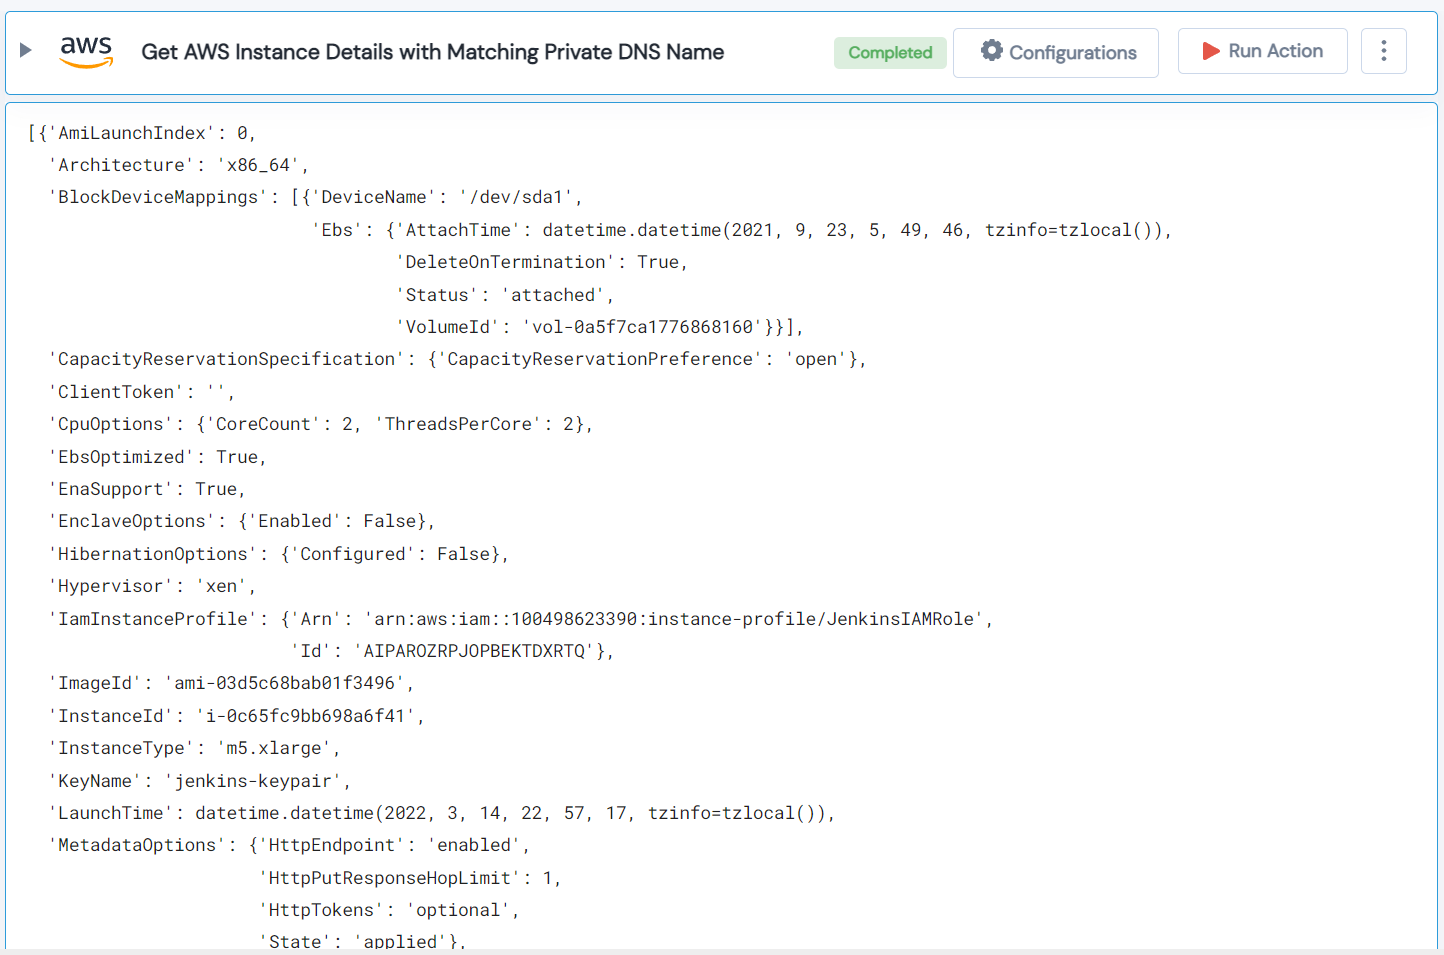 aws
Get AWS Instance Details with Matching Private DNS Name
Completed
Configurations
Run Action
[{'AmiLaunchIndex': 0,
'Architecture': 'x86_64',
'BlockDeviceMappings': [{'DeviceName': '/dev/sda1',
'Ebs': {'AttachTime': datetime.datetime(2021, 9, 23, 5, 49, 46, tzinfo=tzlocal()),
'DeleteOnTermination': True,
'Status': 'attached',
'VolumeId': 'vol-0a5f7ca1776868160'}}],
'CapacityReservationSpecification': {'CapacityReservationPreference': 'open'},
'ClientToken': '',
'CpuOptions': {'CoreCount': 2, 'ThreadsPerCore': 2},
'EbsOptimized': True,
'EnaSupport': True,
'EnclaveOptions': {'Enabled': False},
'HibernationOptions': {'Configured': False},
'Hypervisor': 'xen',
'IamInstanceProfile': {'Arn': 'arn:aws:iam::100498623390:instance-profile/JenkinsIAMRole',
'Id': 'AIPAROZRPJOPBEKTDXRTQ'},
'ImageId': 'ami-03d5c68bab01f3496',
'InstanceId': 'i-0c65fc9bb698a6f41',
'InstanceType': 'm5.xlarge',
'KeyName': 'jenkins-keypair',
'LaunchTime': datetime.datetime(2022, 3, 14, 22, 57, 17, tzinfo=tzlocal()),
'MetadataOptions': {'HttpEndpoint': 'enabled',
'HttpPutResponseHopLimit': 1,
'HttpTokens': 'optional',
'State': 'applied'},